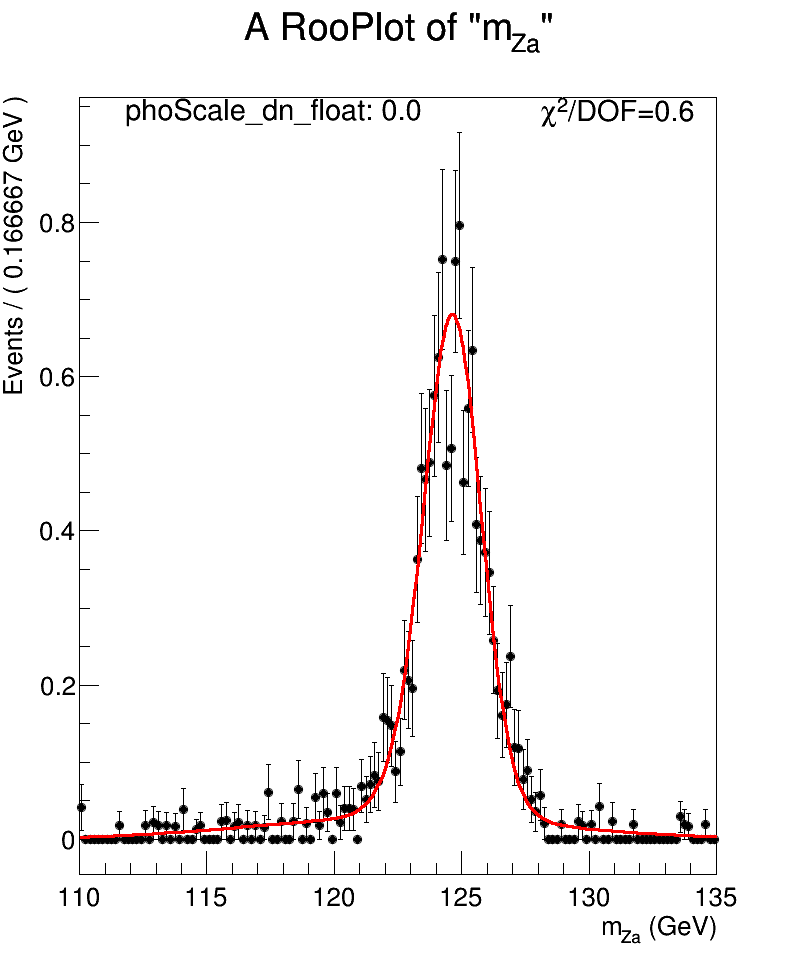 A RooPlot of "m_Za"
phoScale_dn_float: 0.0
χ²/DOF=0.6
Events / ( 0.166667 GeV )
0.8
0.6
0.4
0.2
0
110 115 120 125 130 135
m_Za (GeV)